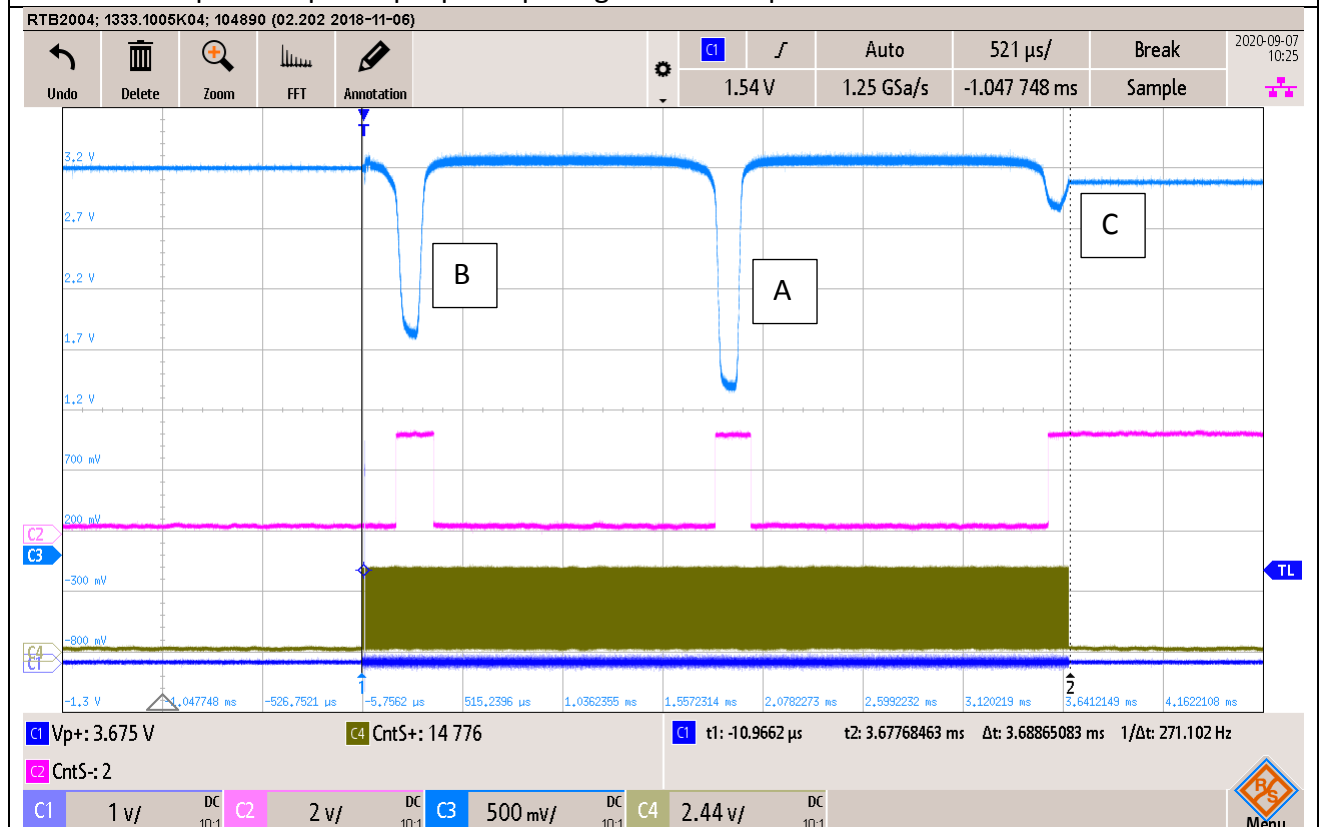 RTB2004; 1333.1005K04; 104890 (02.202 2018-11-06)
Undo Delete Zoom FFT Annotation
C1 Auto 521 µs/ Break 2020-09-07
10:25
1.54 V 1.25 GSa/s -1.047 748 ms Sample
T
3.2 V
2.7 V
C
B
2.2 V
A
1.7 V
1.2 V
700 mV
200 mV
C2
C3
-300 mV
TL
-800 mV
C4
C1
1
2
-1.3 V 1.047748 ms -526.7521 µs -5.7562 µs 515.2396 µs 1.0362355 ms 1.5572314 ms 2.0782273 ms 2.5992232 ms 3.120219 ms 3.6412149 ms 4.1622108 ms
C1 Vp+: 3.675 V C4 CntS+: 14 776 C1 t1: -10.9662 µs t2: 3.67768463 ms Δt: 3.68865083 ms 1/Δt: 271.102 Hz
C2 CntS-: 2
C1 1 V/ DC 10:1 C2 2 V/ DC 10:1 C3 500 mV/ DC 10:1 C4 2.44 V/ DC 10:1
R&S
Menu